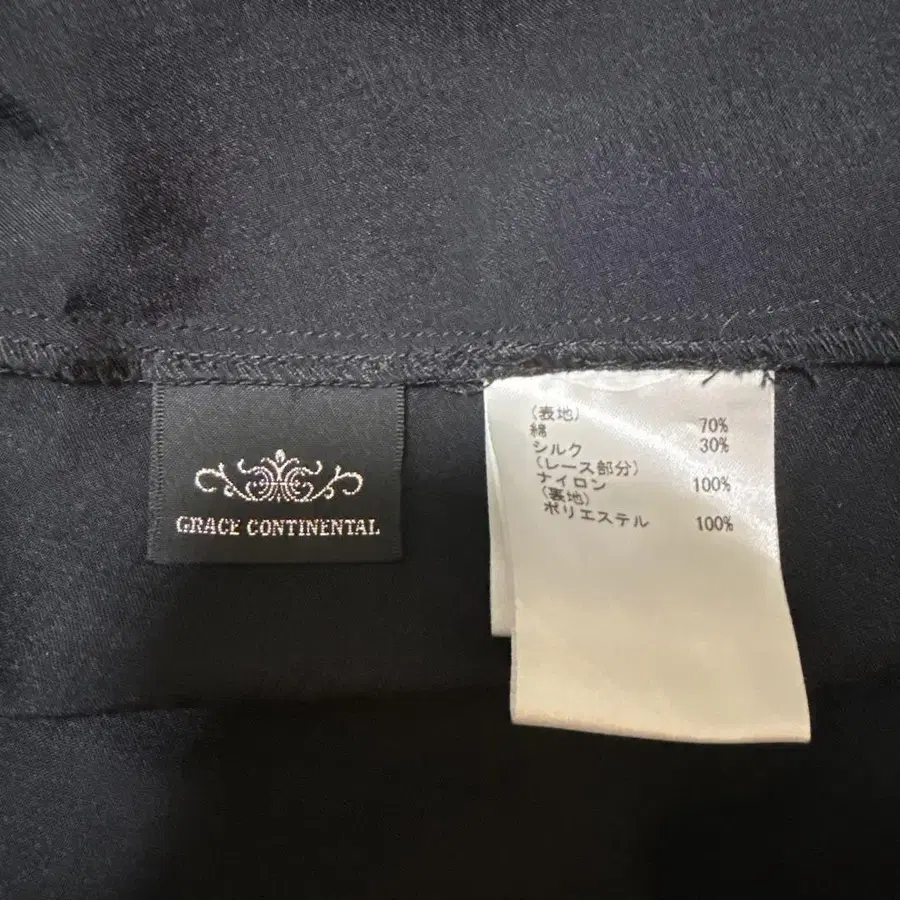 GRACE CONTINENTAL
(表地)
綿 70%
シルク 30%
(レース部分)
ナイロン 100%
(裏地)
ポリエステル 100%